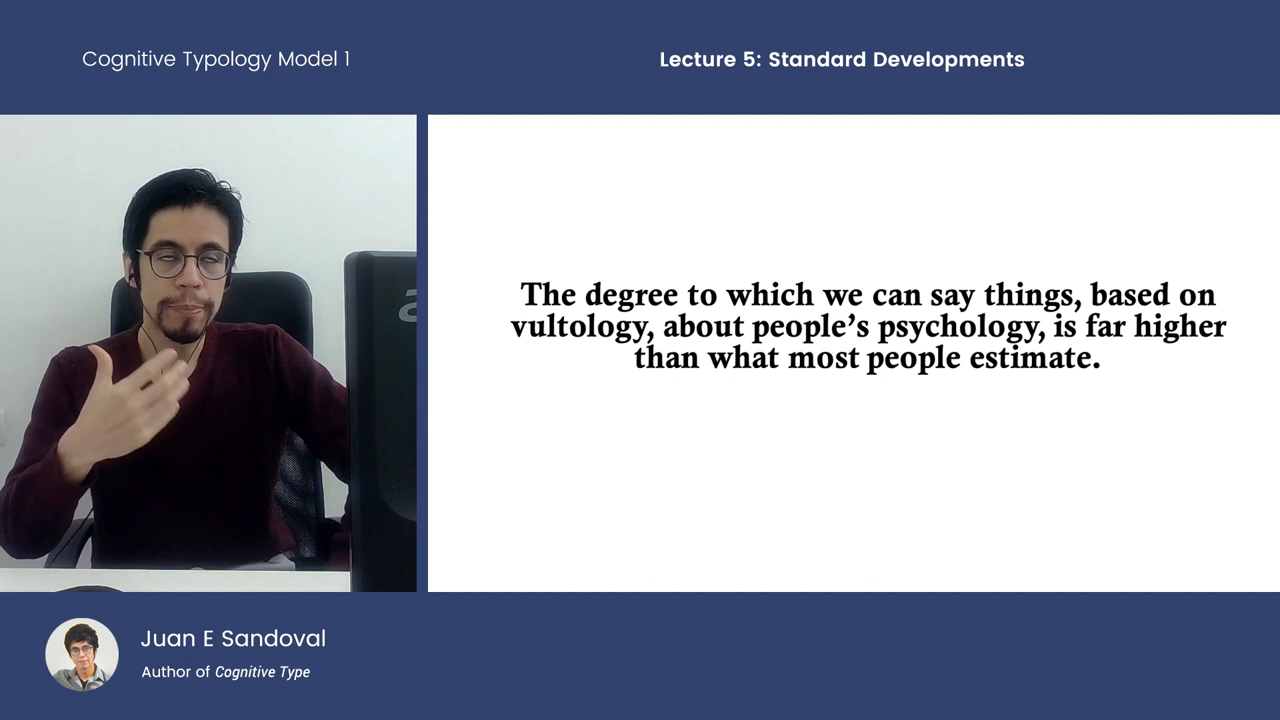 Cognitive Typology Model 1
Lecture 5: Standard Developments
The degree to which we can say things, based on
vultology, about people’s psychology, is far higher
than what most people estimate.
Juan E Sandoval
Author of Cognitive Type